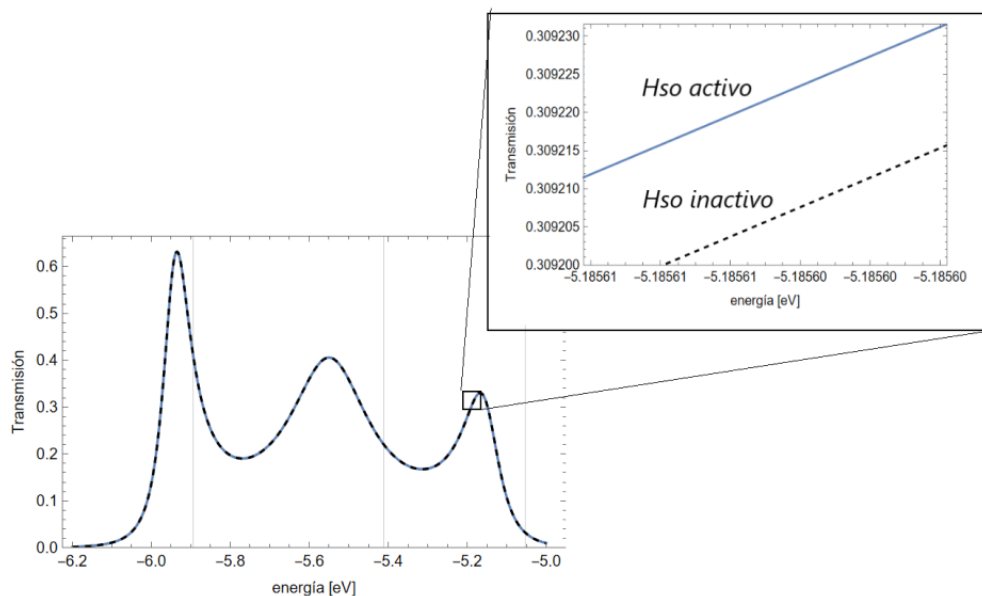 0.309230
0.309225
Hso activo
0.309220
Transmisión
0.309215
0.309210
Hso inactivo
0.309205
0.309200
−5.18561 −5.18561 −5.18561 −5.18560 −5.18560 −5.18560
energía [eV]
0.6
0.5
0.4
Transmisión
0.3
0.2
0.1
0.0
−6.2 −6.0 −5.8 −5.6 −5.4 −5.2 −5.0
energía [eV]